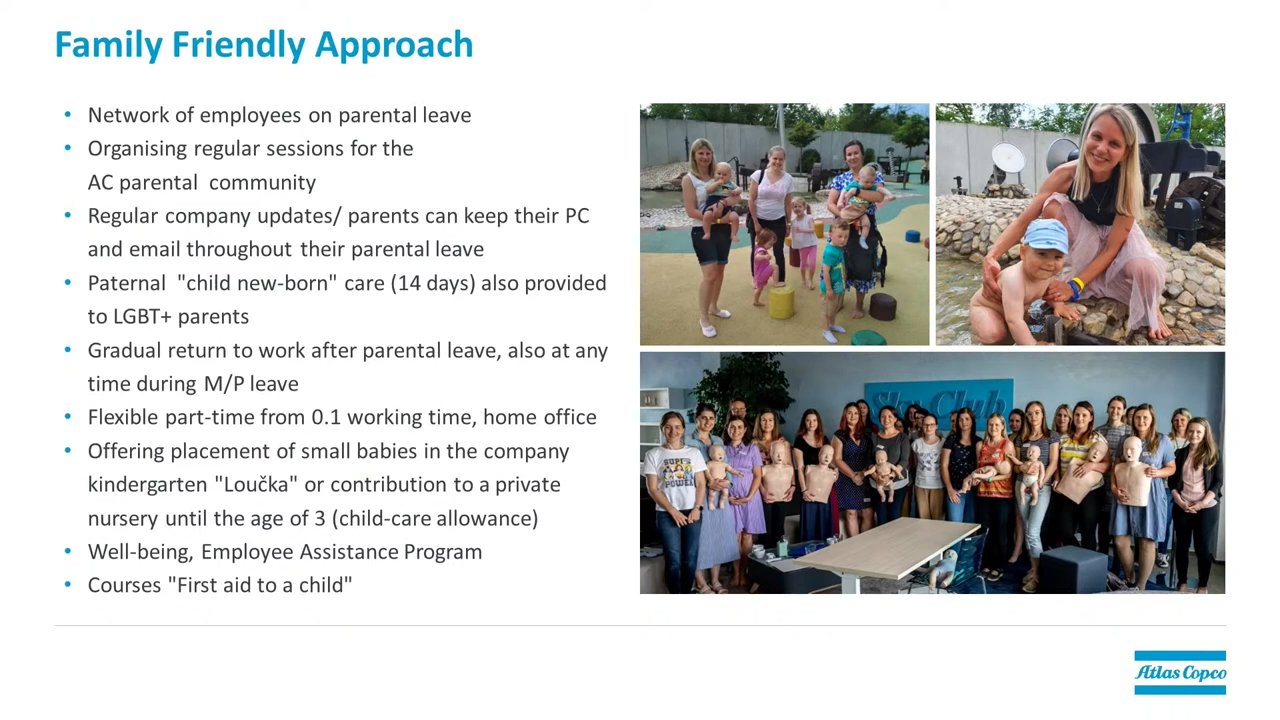 Family Friendly Approach
• Network of employees on parental leave
• Organising regular sessions for the
AC parental community
• Regular company updates/ parents can keep their PC
and email throughout their parental leave
• Paternal "child new-born" care (14 days) also provided
to LGBT+ parents
• Gradual return to work after parental leave, also at any
time during M/P leave
• Flexible part-time from 0.1 working time, home office
• Offering placement of small babies in the company
kindergarten "Loučka" or contribution to a private
nursery until the age of 3 (child-care allowance)
• Well-being, Employee Assistance Program
• Courses "First aid to a child"
Sky Club
SUPER
POWER
Atlas Copco